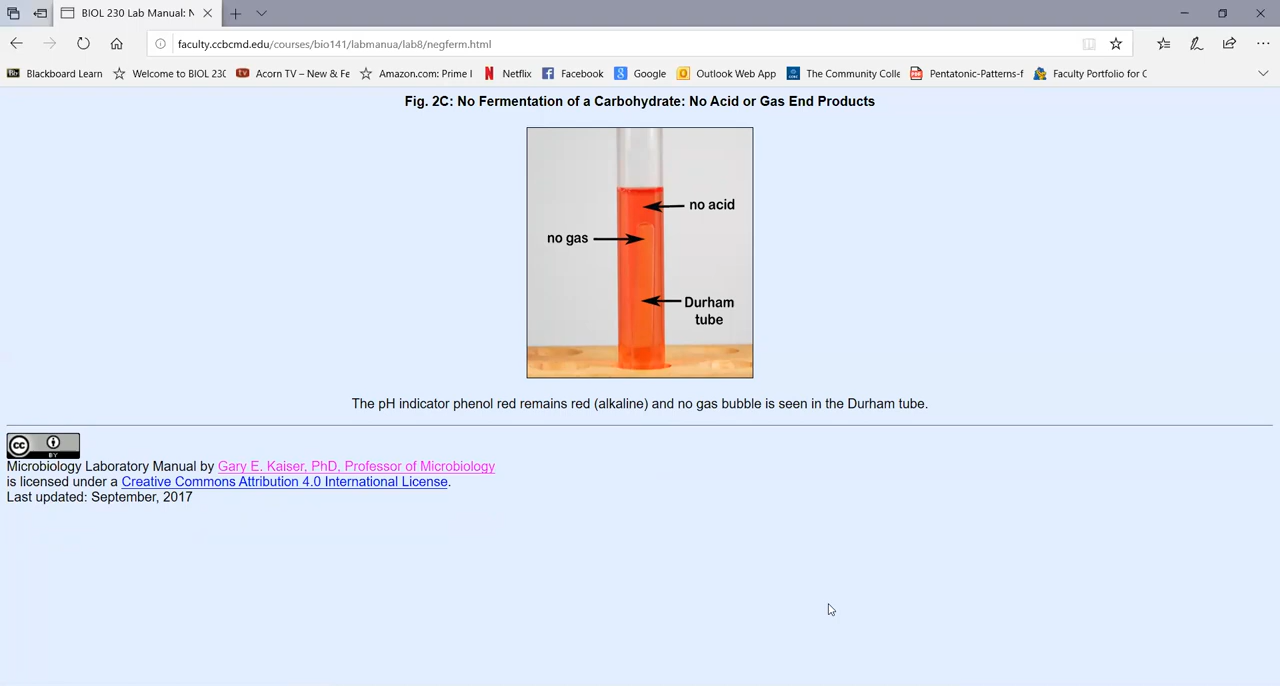 BIOL 230 Lab Manual: N
faculty.ccbcmd.edu/courses/bio141/labmanua/lab8/negferm.html
Bb Blackboard Learn Welcome to BIOL 230 Acorn TV – New & Fe Amazon.com: Prime I Netflix Facebook Google Outlook Web App The Community Colle Pentatonic-Patterns-f Faculty Portfolio for C
Fig. 2C: No Fermentation of a Carbohydrate: No Acid or Gas End Products
no acid
no gas
Durham
tube
The pH indicator phenol red remains red (alkaline) and no gas bubble is seen in the Durham tube.
cc BY
Microbiology Laboratory Manual by Gary E. Kaiser, PhD, Professor of Microbiology
is licensed under a Creative Commons Attribution 4.0 International License.
Last updated: September, 2017